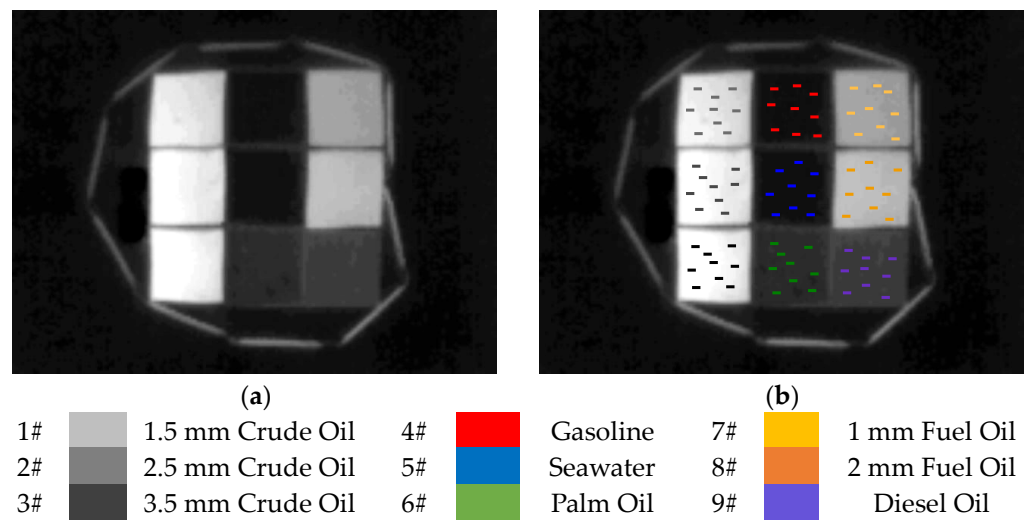 (a) (b)
1# 1.5 mm Crude Oil 4# Gasoline 7# 1 mm Fuel Oil
2# 2.5 mm Crude Oil 5# Seawater 8# 2 mm Fuel Oil
3# 3.5 mm Crude Oil 6# Palm Oil 9# Diesel Oil